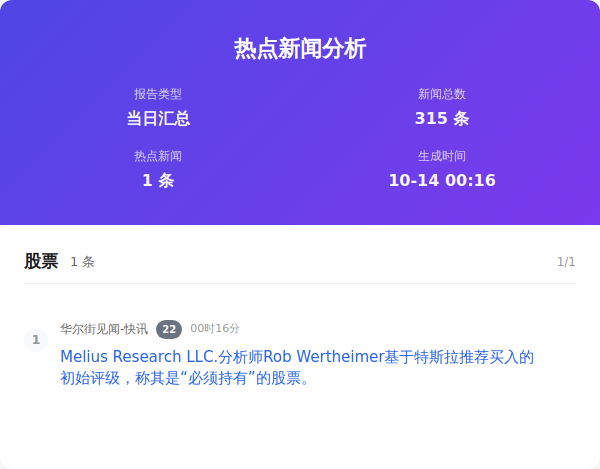 热点新闻分析
报告类型
新闻总数
当日汇总
315 条
热点新闻
生成时间
1 条
10-14 00:16
股票 1 条 1/1
1
华尔街见闻-快讯 22 00时16分
Melius Research LLC.分析师Rob Wertheimer基于特斯拉推荐买入的
初始评级，称其是“必须持有”的股票。